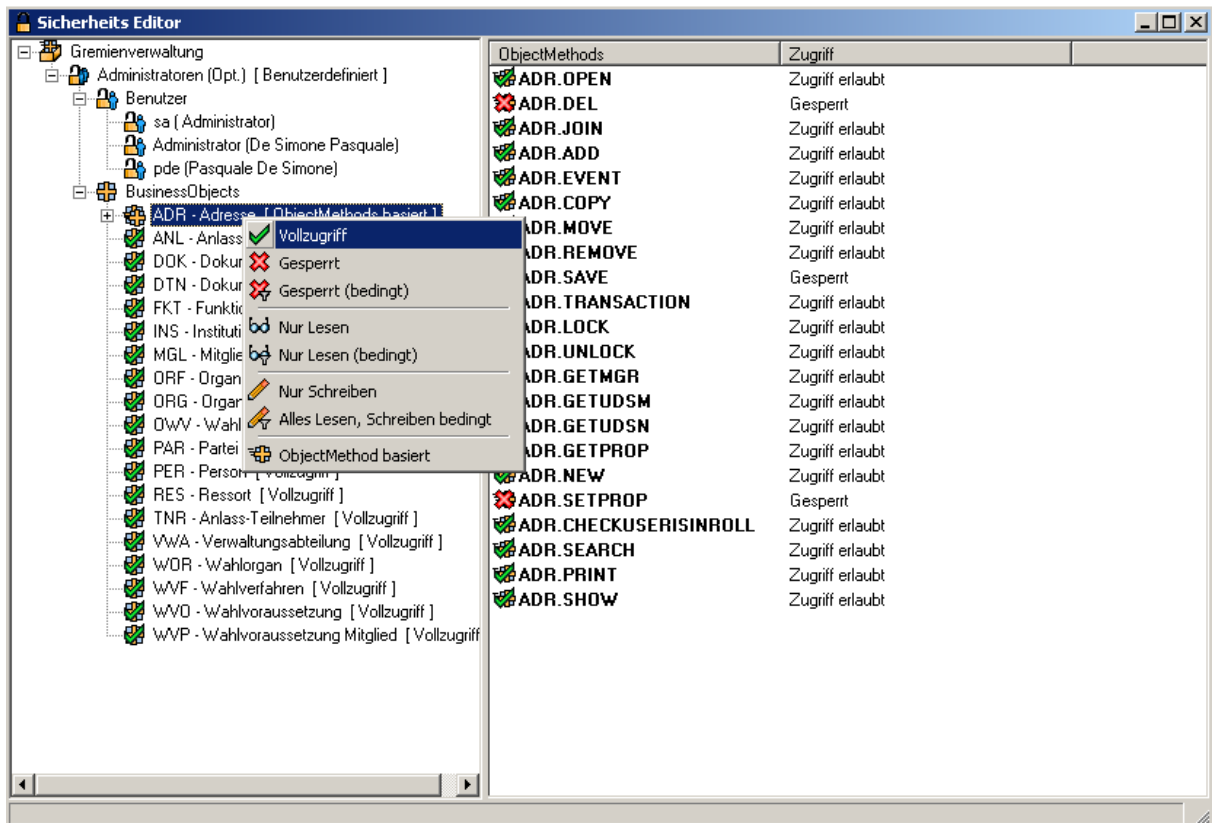 Sicherheits Editor
Gremienverwaltung
Administratoren (Opt.) [ Benutzerdefiniert ]
Benutzer
sa ( Administrator)
Administrator (De Simone Pasquale)
pde (Pasquale De Simone)
BusinessObjects
ADR - Adresse [ ObjectMethods basiert ]
ANL - Anlass
DOK - Dokur
DTN - Dokur
FKT - Funktio
INS - Instituti
MGL - Mitglie
ORF - Organ
ORG - Organ
OWV - Wahl
PAR - Partei
PER - Person [ Vollzugriff ]
RES - Ressort [ Vollzugriff ]
TNR - Anlass-Teilnehmer [ Vollzugriff ]
VWA - Verwaltungsabteilung [ Vollzugriff ]
WOR - Wahlorgan [ Vollzugriff ]
WVF - Wahlverfahren [ Vollzugriff ]
WVO - Wahlvoraussetzung [ Vollzugriff ]
WVP - Wahlvoraussetzung Mitglied [ Vollzugriff
Vollzugriff
Gesperrt
Gesperrt (bedingt)
Nur Lesen
Nur Lesen (bedingt)
Nur Schreiben
Alles Lesen, Schreiben bedingt
ObjectMethod basiert
ObjectMethods Zugriff
ADR.OPEN Zugriff erlaubt
ADR.DEL Gesperrt
ADR.JOIN Zugriff erlaubt
ADR.ADD Zugriff erlaubt
ADR.EVENT Zugriff erlaubt
ADR.COPY Zugriff erlaubt
ADR.MOVE Zugriff erlaubt
ADR.REMOVE Zugriff erlaubt
ADR.SAVE Gesperrt
ADR.TRANSACTION Zugriff erlaubt
ADR.LOCK Zugriff erlaubt
ADR.UNLOCK Zugriff erlaubt
ADR.GETMGR Zugriff erlaubt
ADR.GETUDSM Zugriff erlaubt
ADR.GETUDSN Zugriff erlaubt
ADR.GETPROP Zugriff erlaubt
ADR.NEW Zugriff erlaubt
ADR.SETPROP Gesperrt
ADR.CHECKUSERISINROLL Zugriff erlaubt
ADR.SEARCH Zugriff erlaubt
ADR.PRINT Zugriff erlaubt
ADR.SHOW Zugriff erlaubt